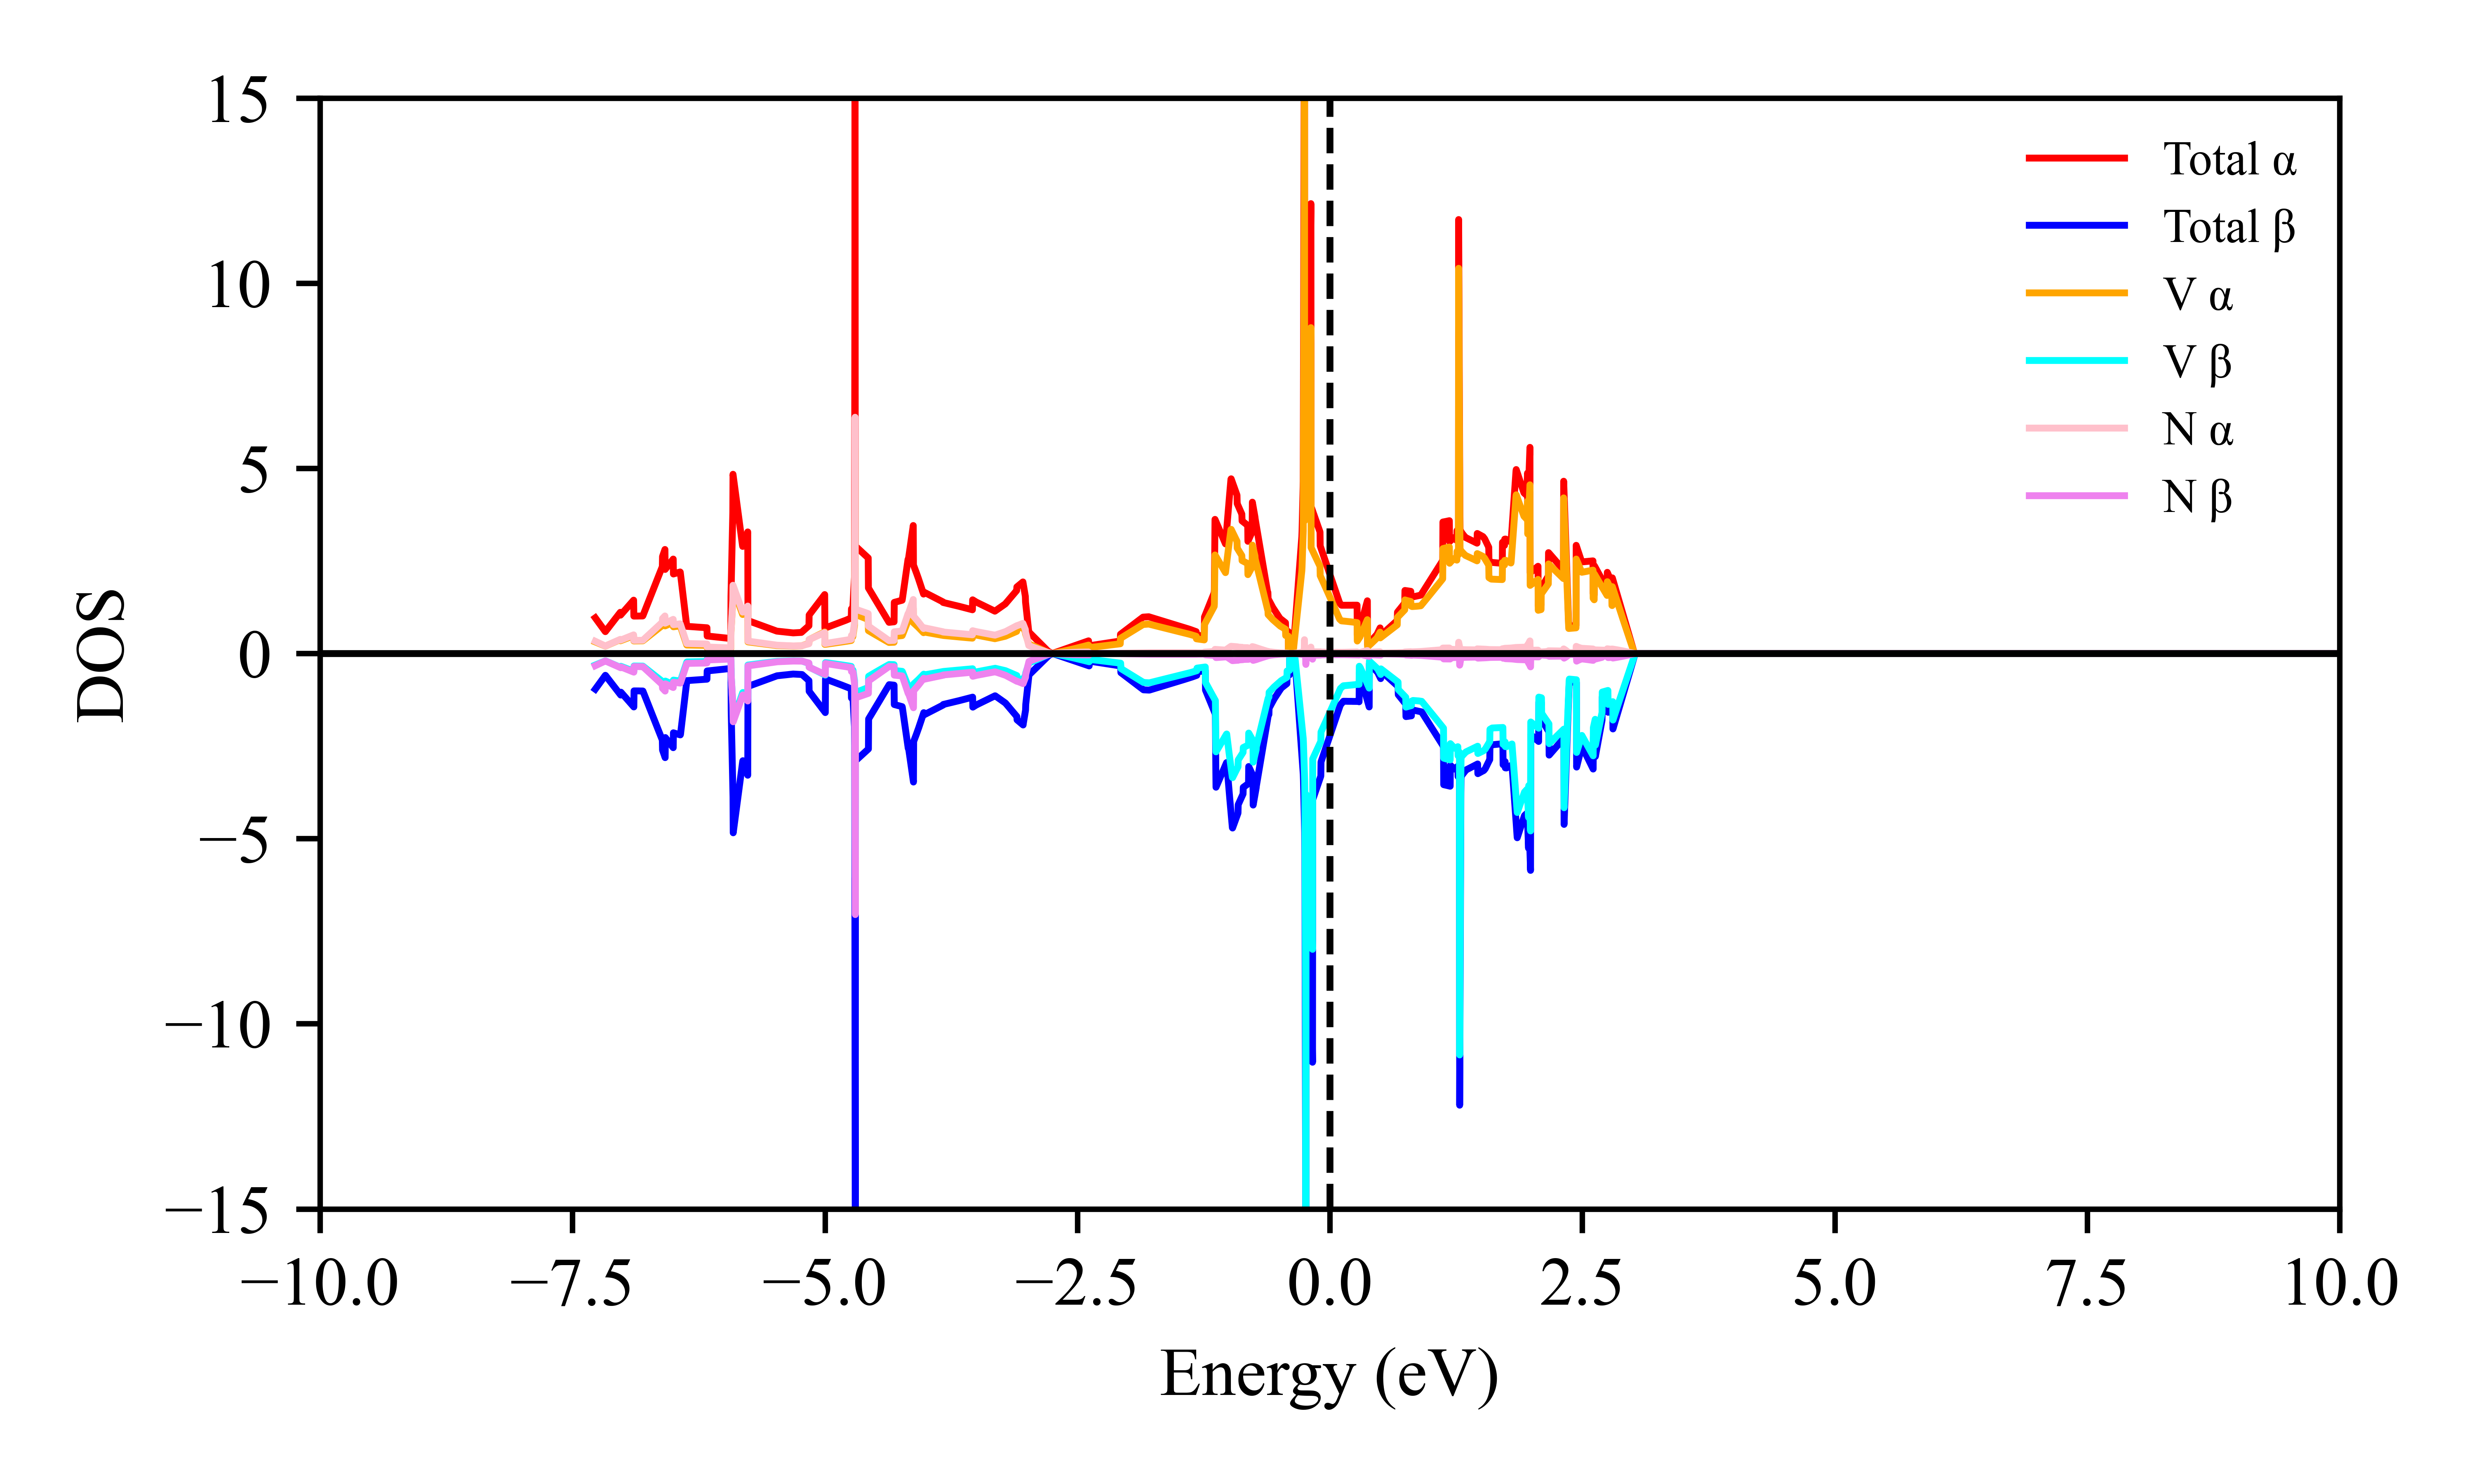 15
10
5
0
−5
−10
−15
DOS
Total α
Total β
V α
V β
N α
N β
−10.0 −7.5 −5.0 −2.5 0.0 2.5 5.0 7.5 10.0
Energy (eV)